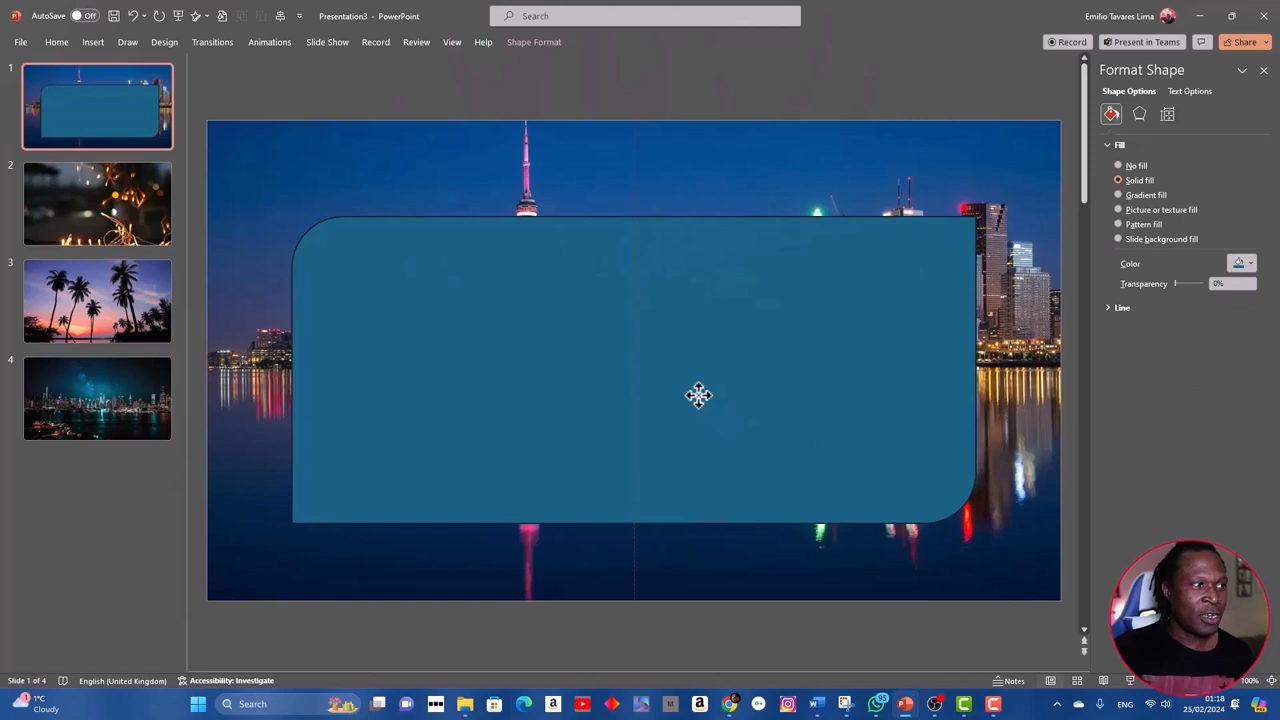 AutoSave Off Presentation3 - PowerPoint Search Emilio Tavares Lima
File Home Insert Draw Design Transitions Animations Slide Show Record Review View Help Shape Format Record Present in Teams Share
Format Shape
Shape Options Text Options
Fill
No fill
Solid fill
Gradient fill
Picture or texture fill
Pattern fill
Slide background fill
Color
Transparency 0%
Line
1
2
3
4
Slide 1 of 4 English (United Kingdom) Accessibility: Investigate Notes 100%
1
1°C
Cloudy
Search
95
ENG
01:18
25/02/2024